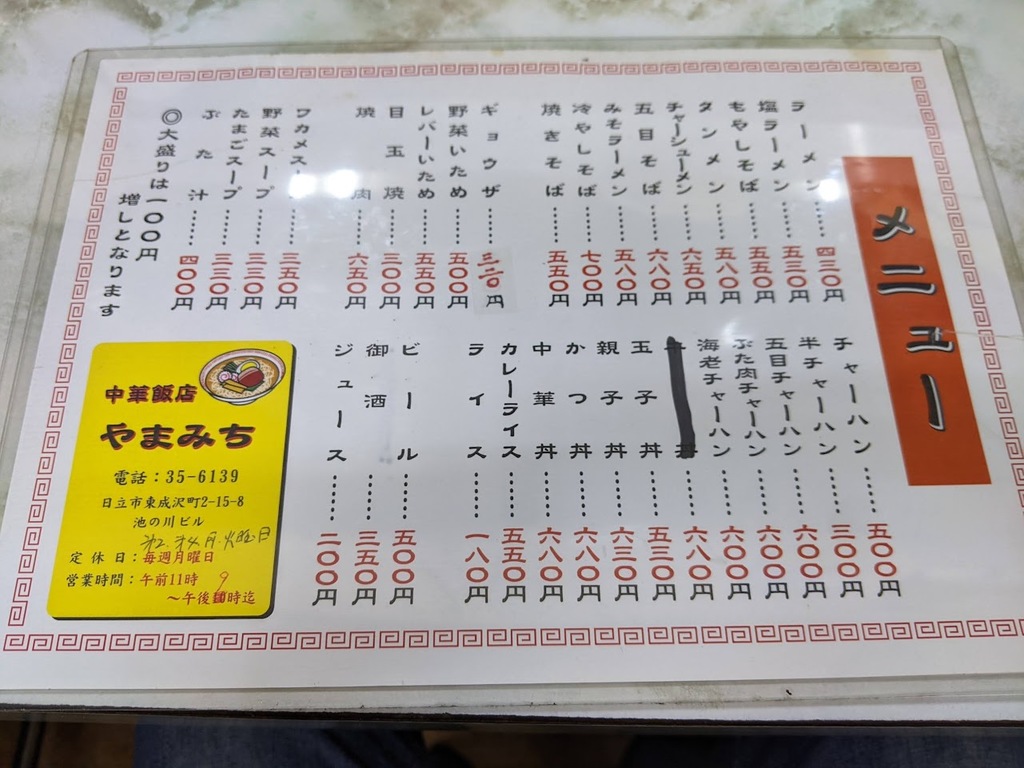 メニュー
ラーメン……四三〇円
塩ラーメン……五三〇円
もやしそば……五五〇円
タンメン……五八〇円
チャーシューメン……六五〇円
五目そば……六八〇円
みそラーメン……五八〇円
冷やしそば……七〇〇円
焼きそば……五五〇円
ギョウザ……円
野菜いため……五〇〇円
レバーいため……五五〇円
目玉焼……三〇〇円
焼肉……六五〇円
ワカメス……三五〇円
野菜スープ……三三〇円
たまごスープ……三三〇円
ぶた汁……四〇〇円
◎大盛りは一〇〇円
増しとなります
チャーハン……五〇〇円
半チャーハン……三〇〇円
五目チャーハン……六〇〇円
ぶた肉チャーハン……六〇〇円
海老チャーハン……六〇〇円
丼……六八〇円
玉子丼……五三〇円
親子丼……六三〇円
かつ丼……六八〇円
中華丼……六八〇円
カレーライス……五五〇円
ライス……一八〇円
ビール……五〇〇円
御酒……三五〇円
ジュース……二〇〇円
中華飯店
やまみち
電話：35-6139
日立市東成沢町2-15-8
池の川ビル
月.火曜日
定休日：毎週月曜日
営業時間：午前11時
～午後9時迄